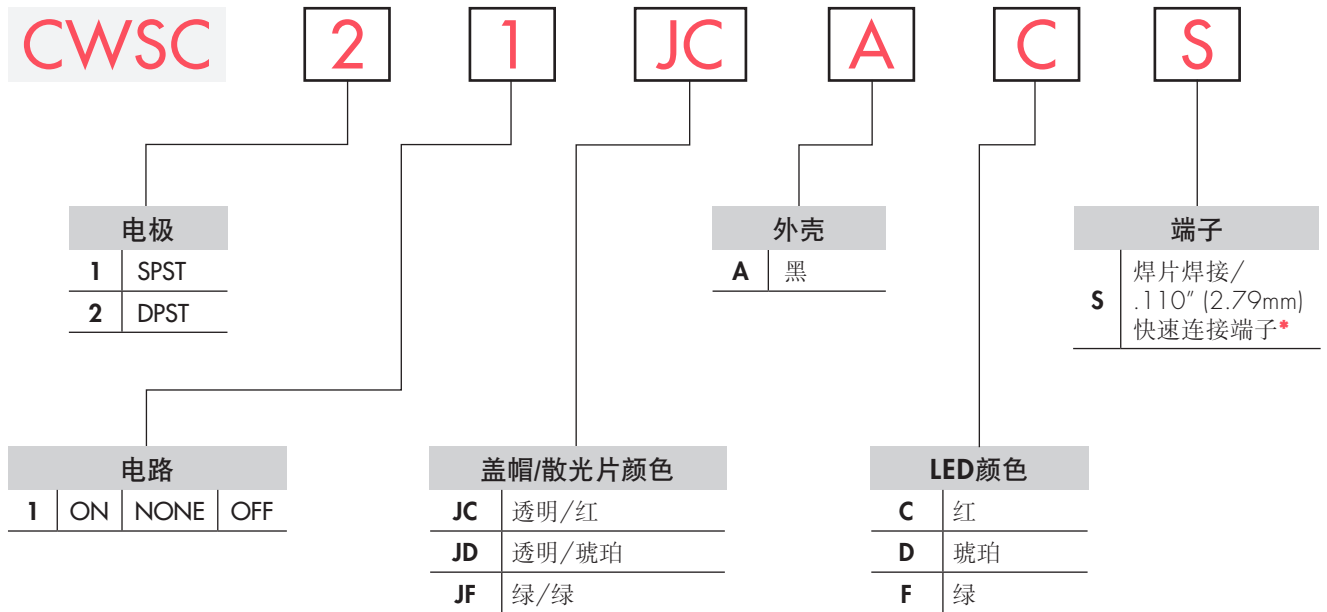 CWSC 2 1 JC A C S
电极
1 SPST
2 DPST
外壳
A 黑
端子
S 焊片焊接/
.110" (2.79mm)
快速连接端子*
电路
1 ON NONE OFF
盖帽/散光片颜色
JC 透明/红
JD 透明/琥珀
JF 绿/绿
LED颜色
C 红
D 琥珀
F 绿